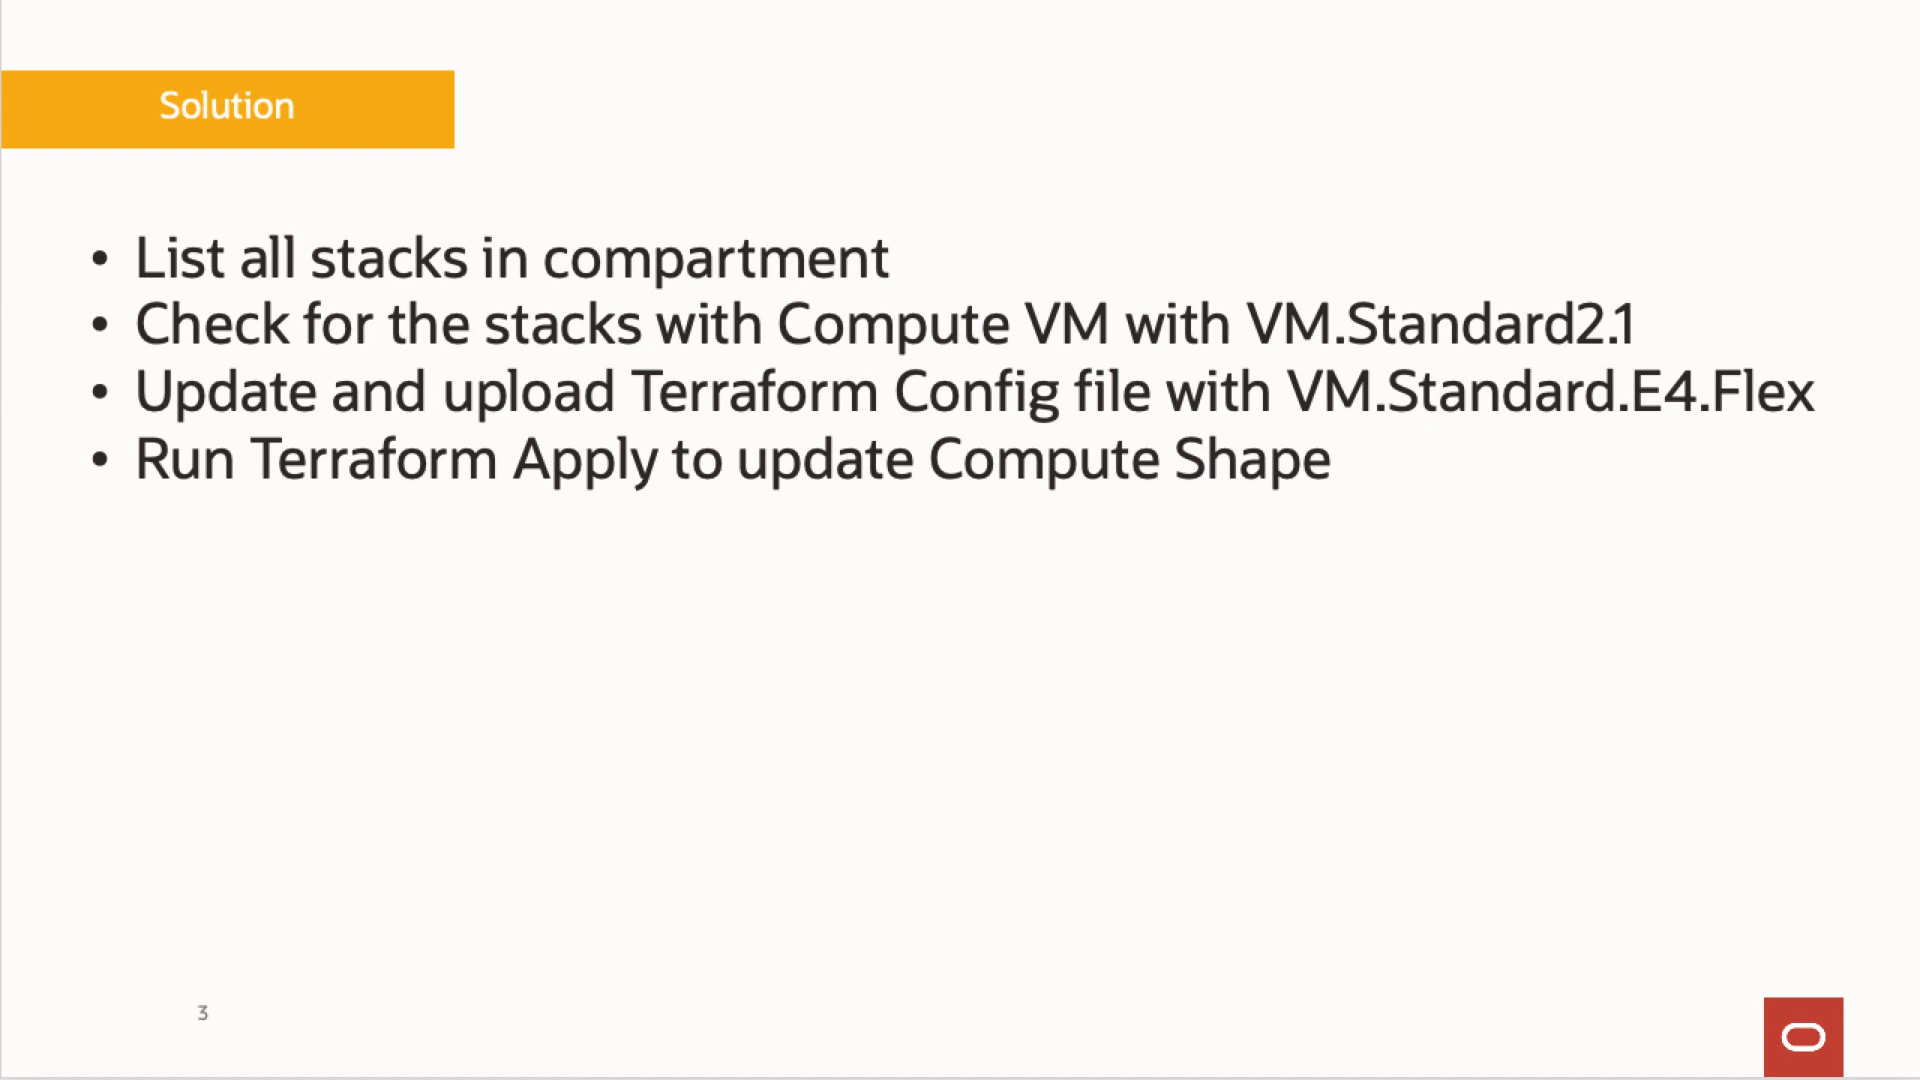 Solution
• List all stacks in compartment
• Check for the stacks with Compute VM with VM.Standard2.1
• Update and upload Terraform Config file with VM.Standard.E4.Flex
• Run Terraform Apply to update Compute Shape
3